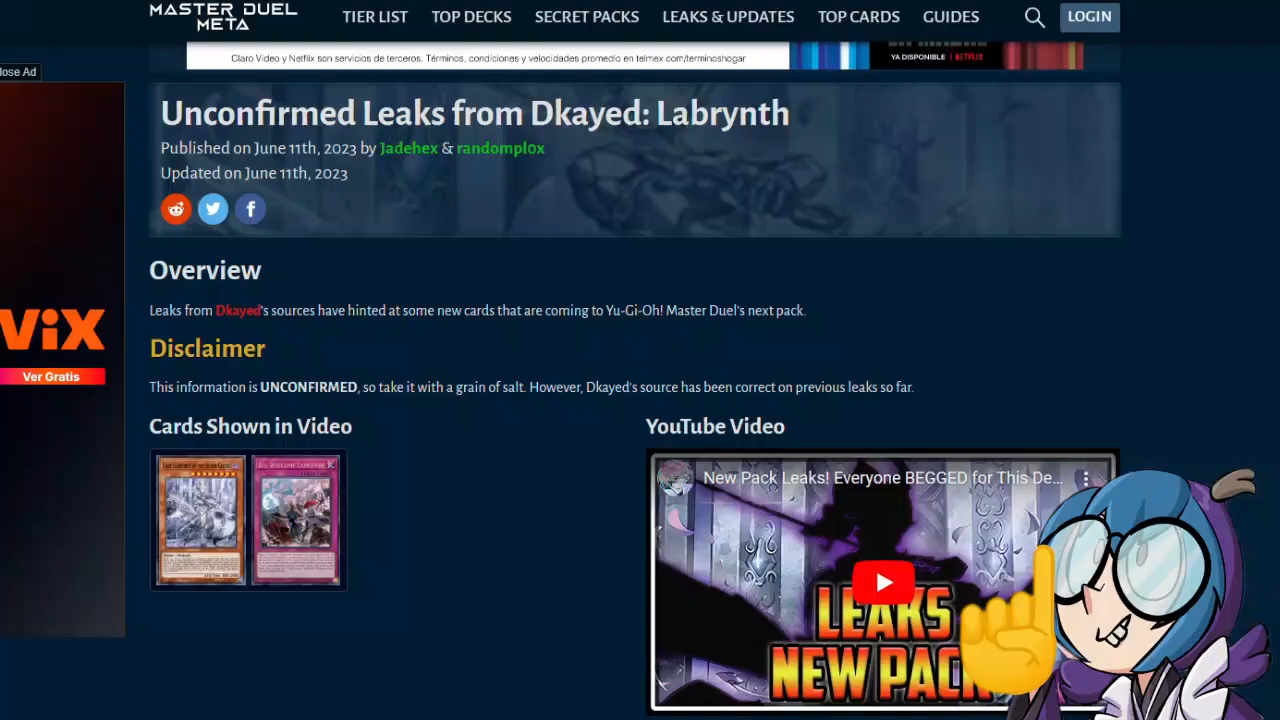 MASTER DUEL
META
TIER LIST
TOP DECKS
SECRET PACKS
LEAKS & UPDATES
TOP CARDS
GUIDES
LOGIN
Claro Video y Netflix son servicios de terceros. Términos, condiciones y velocidades promedio en telmex.com/terminoshogar
YA DISPONIBLE | NETFLIX
lose Ad
Unconfirmed Leaks from Dkayed: Labrynth
Published on June 11th, 2023 by Jadehex & randompl0x
Updated on June 11th, 2023
Overview
Leaks from Dkayed's sources have hinted at some new cards that are coming to Yu-Gi-Oh! Master Duel's next pack.
ViX
Ver Gratis
Disclaimer
This information is UNCONFIRMED, so take it with a grain of salt. However, Dkayed's source has been correct on previous leaks so far.
Cards Shown in Video
YouTube Video
Big Welcome Labrynth
New Pack Leaks! Everyone BEGGED for This De...
LEAKS
NEW PACK